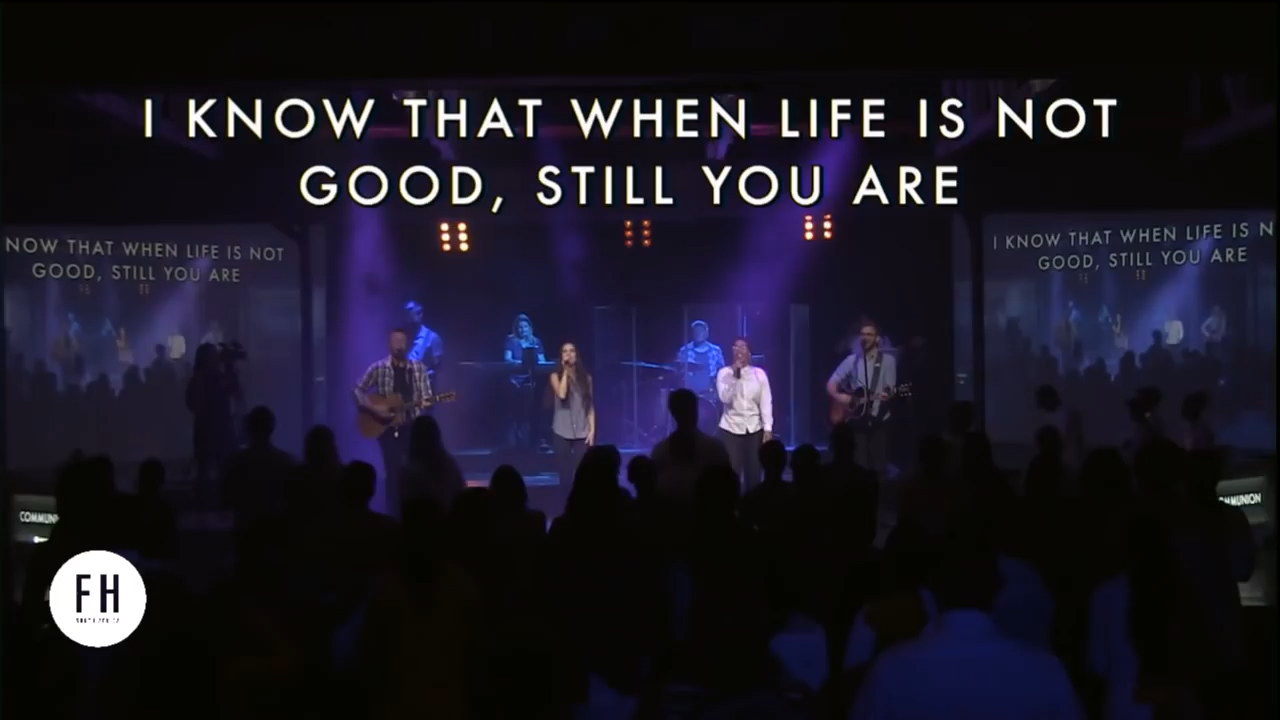 I KNOW THAT WHEN LIFE IS NOT
GOOD, STILL YOU ARE
NOW THAT WHEN LIFE IS NOT
GOOD, STILL YOU ARE
I KNOW THAT WHEN LIFE IS N
GOOD, STILL YOU ARE
COMMUN
MUNION
FH